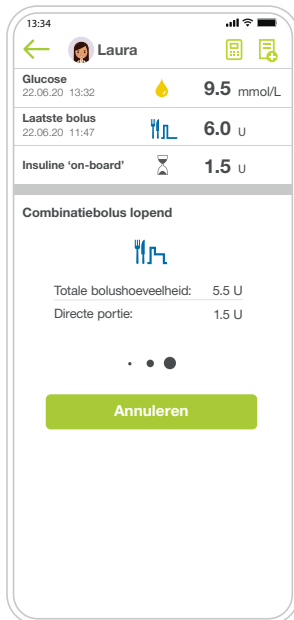 13:34
Laura
Glucose
22.06.20 13:32
9.5 mmol/L
Laatste bolus
22.06.20 11:47
6.0 U
Insuline ‘on-board’
1.5 U
Combinatiebolus lopend
Totale bolushoeveelheid: 5.5 U
Directe portie: 1.5 U
Annuleren